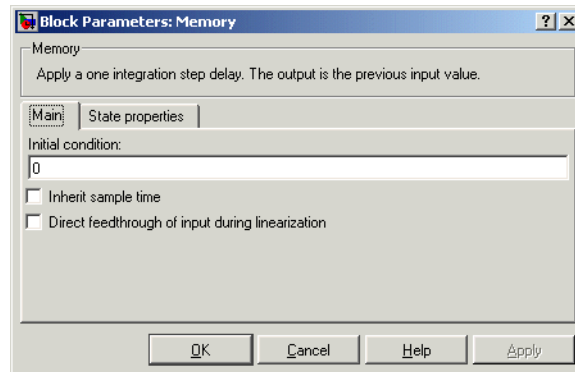 Block Parameters: Memory
Memory
Apply a one integration step delay. The output is the previous input value.
Main State properties
Initial condition:
0
Inherit sample time
Direct feedthrough of input during linearization
OK Cancel Help Apply